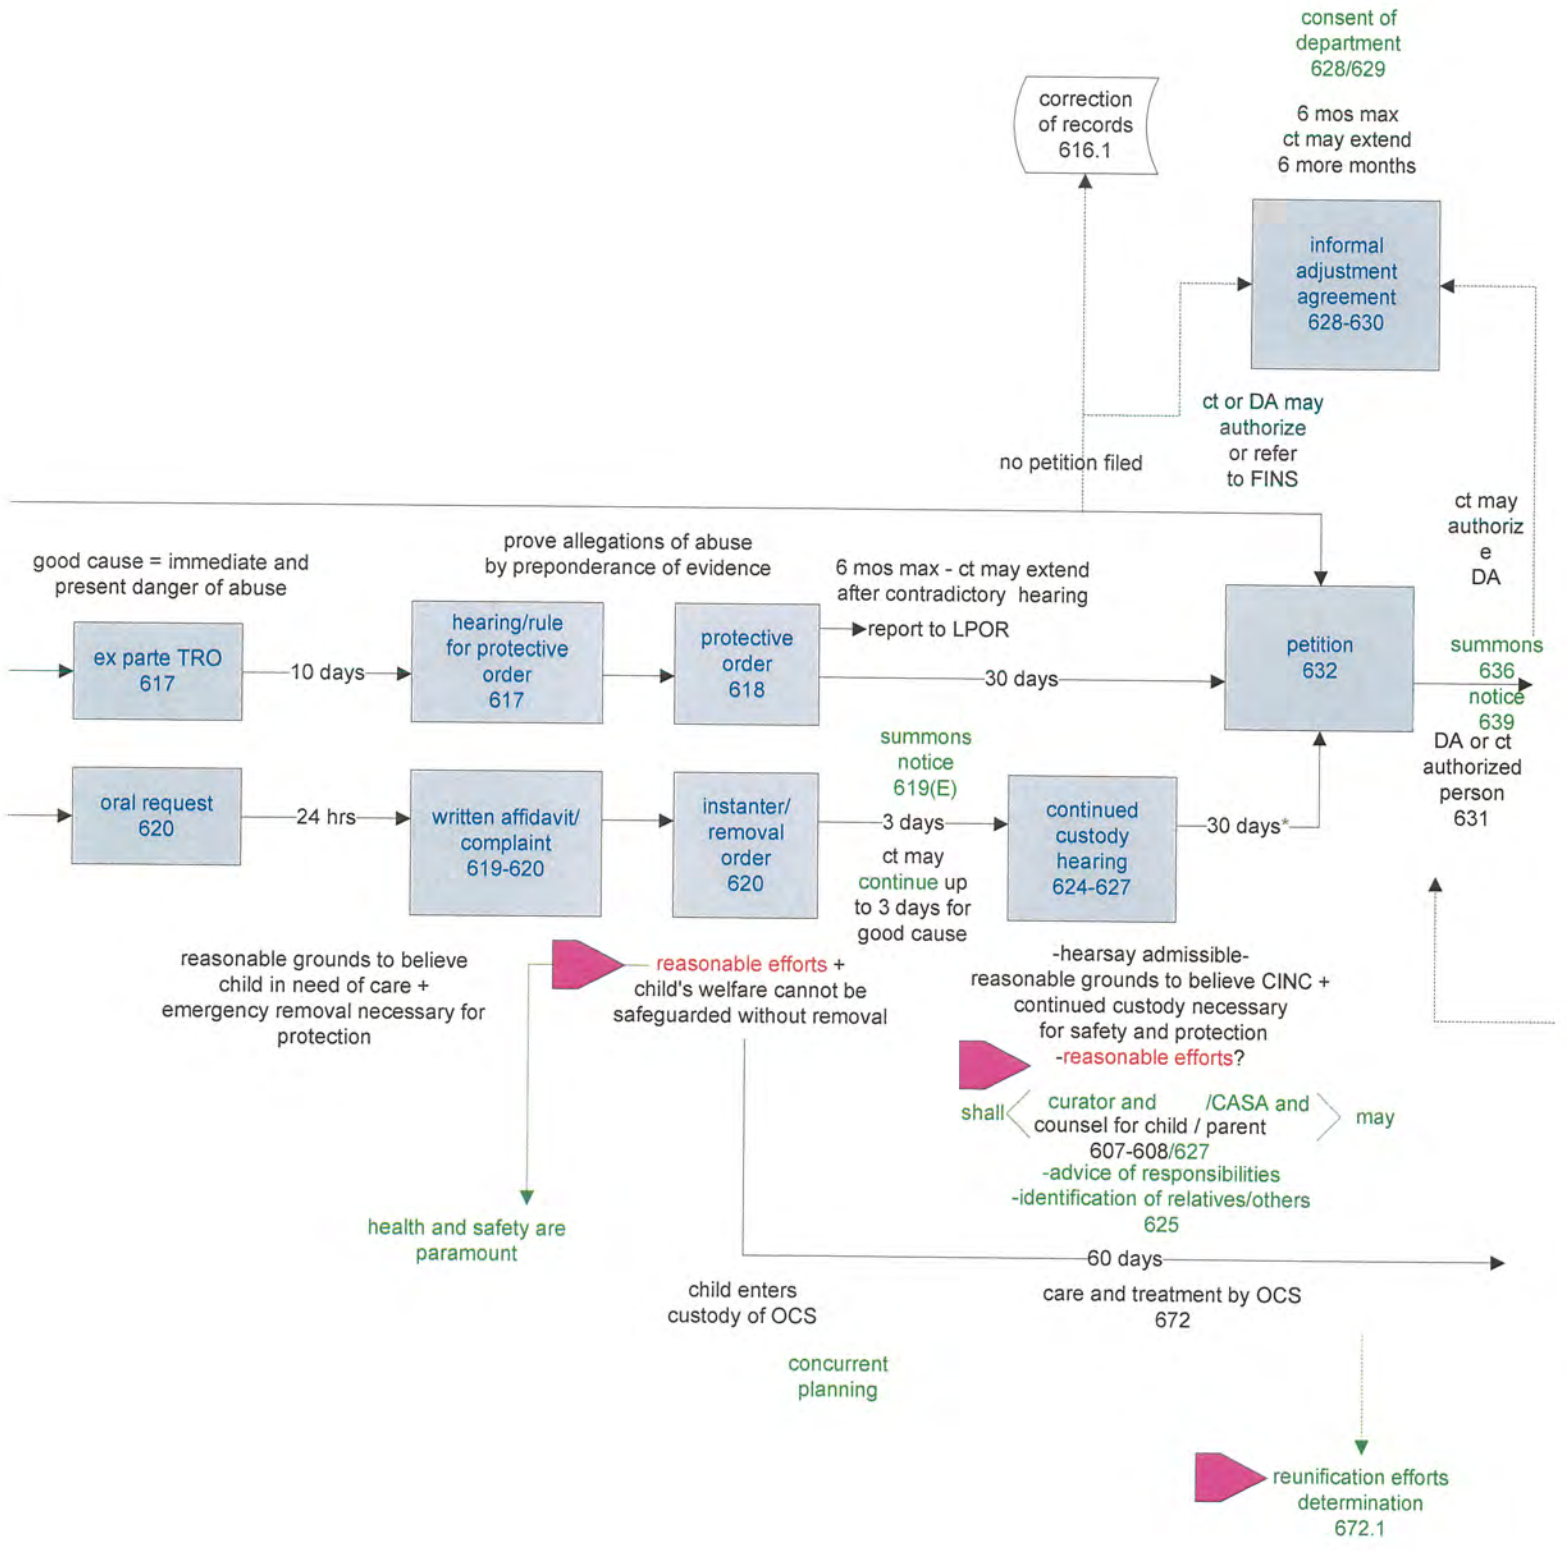 consent of
department
628/629
6 mos max
ct may extend
6 more months
correction
of records
616.1
informal
adjustment
agreement
628-630
ct or DA may
authorize
or refer
to FINS
no petition filed
ct may
authoriz
e
DA
good cause = immediate and
present danger of abuse
prove allegations of abuse
by preponderance of evidence
6 mos max - ct may extend
after contradictory hearing
report to LPOR
ex parte TRO
617
10 days
hearing/rule
for protective
order
617
protective
order
618
30 days
petition
632
summons
636
notice
639
DA or ct
authorized
person
631
oral request
620
24 hrs
written affidavit/
complaint
619-620
instanter/
removal
order
620
summons
notice
619(E)
3 days
ct may
continue up
to 3 days for
good cause
continued
custody
hearing
624-627
30 days*
reasonable grounds to believe
child in need of care +
emergency removal necessary for
protection
reasonable efforts +
child's welfare cannot be
safeguarded without removal
-hearsay admissible-
reasonable grounds to believe CINC +
continued custody necessary
for safety and protection
-reasonable efforts?
shall
curator and /CASA and
counsel for child / parent
607-608/627
may
-advice of responsibilities
-identification of relatives/others
625
health and safety are
paramount
60 days
child enters
custody of OCS
care and treatment by OCS
672
concurrent
planning
reunification efforts
determination
672.1